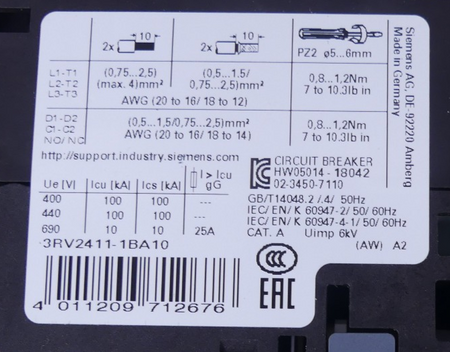 10
10
2x
2x
PZ2 ø5...6mm
L1-T1
L2-T2
L3-T3
(0,75...2,5)
(max. 4)mm²
(0,5...1,5/
0,75...2,5)mm²
AWG (20 to 16/ 18 to 12)
0,8...1,2Nm
7 to 10.3lb in
D1-D2
C1-C2
NO/NC
(0,5...1.5/0,75...2,5)mm²
AWG (20 to 16/ 18 to 14)
0,8...1,2Nm
7 to 10.3lb in
http://support.industry.siemens.com
Ue [V] Icu [kA] Ics [kA] I > Icu
gG
400 100 100 -
440 100 100 -
690 10 10 25A
3RV2411-1BA10
CIRCUIT BREAKER
HW05014 - 18042
02-3450-7110
GB/T14048.2 /.4/ 50Hz
IEC/EN/ K 60947-2/ 50/ 60Hz
IEC/EN/ K 60947-4-1/ 50/ 60Hz
CAT. A Uimp 6kV
(AW) A2
4 011209 712676
CCC
EAC
Siemens AG, DE-92220 Amberg
Made in Germany